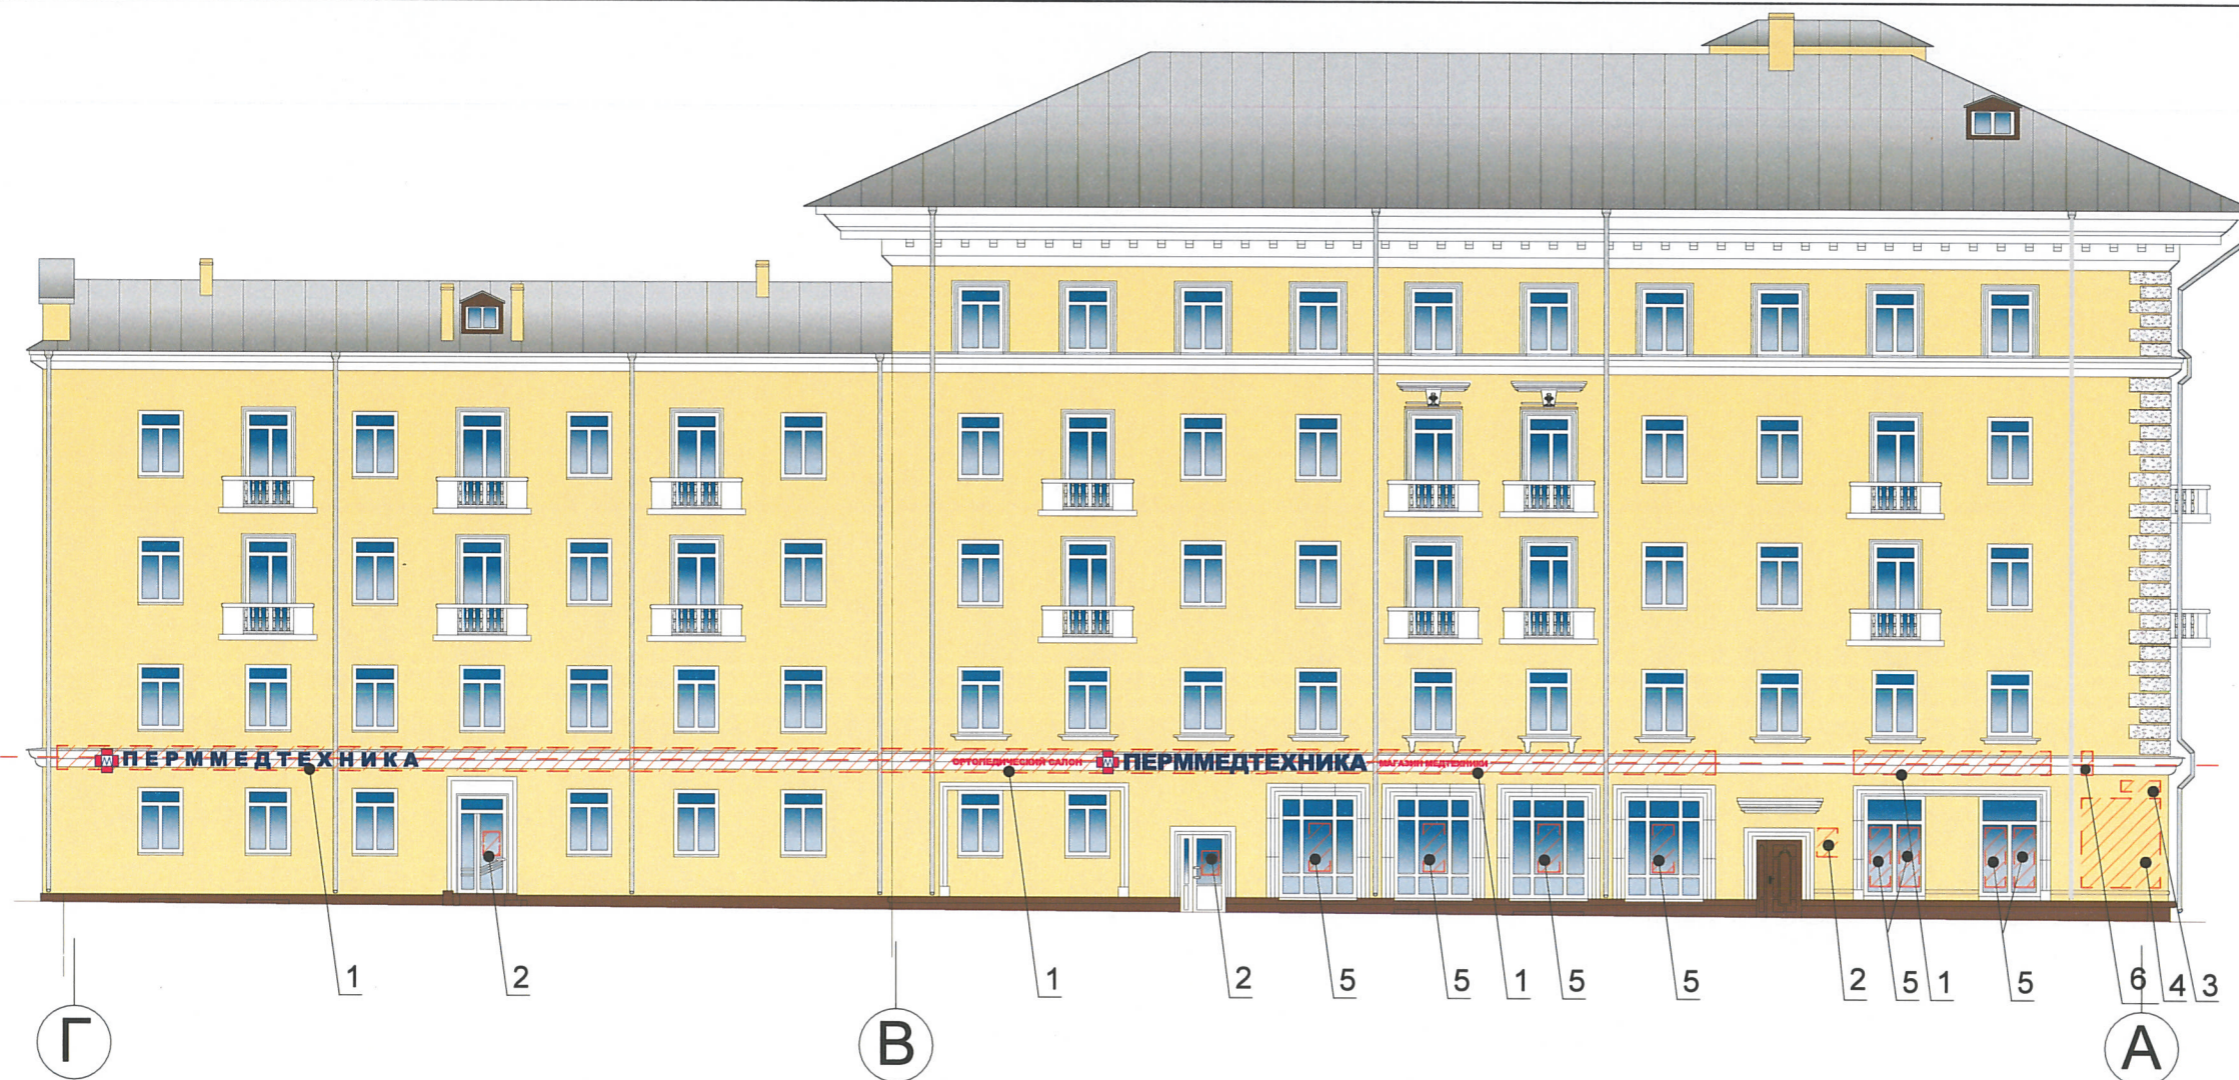 ПЕРММЕДТЕХНИКА
ОРТОПЕДИЧЕСКИЙ САЛОН ПЕРММЕДТЕХНИКА МАГАЗИН МЕДТЕХНИКИ
1 2 1 2 5 5 1 5 5 2 5 1 5 6 4 3
Г В А